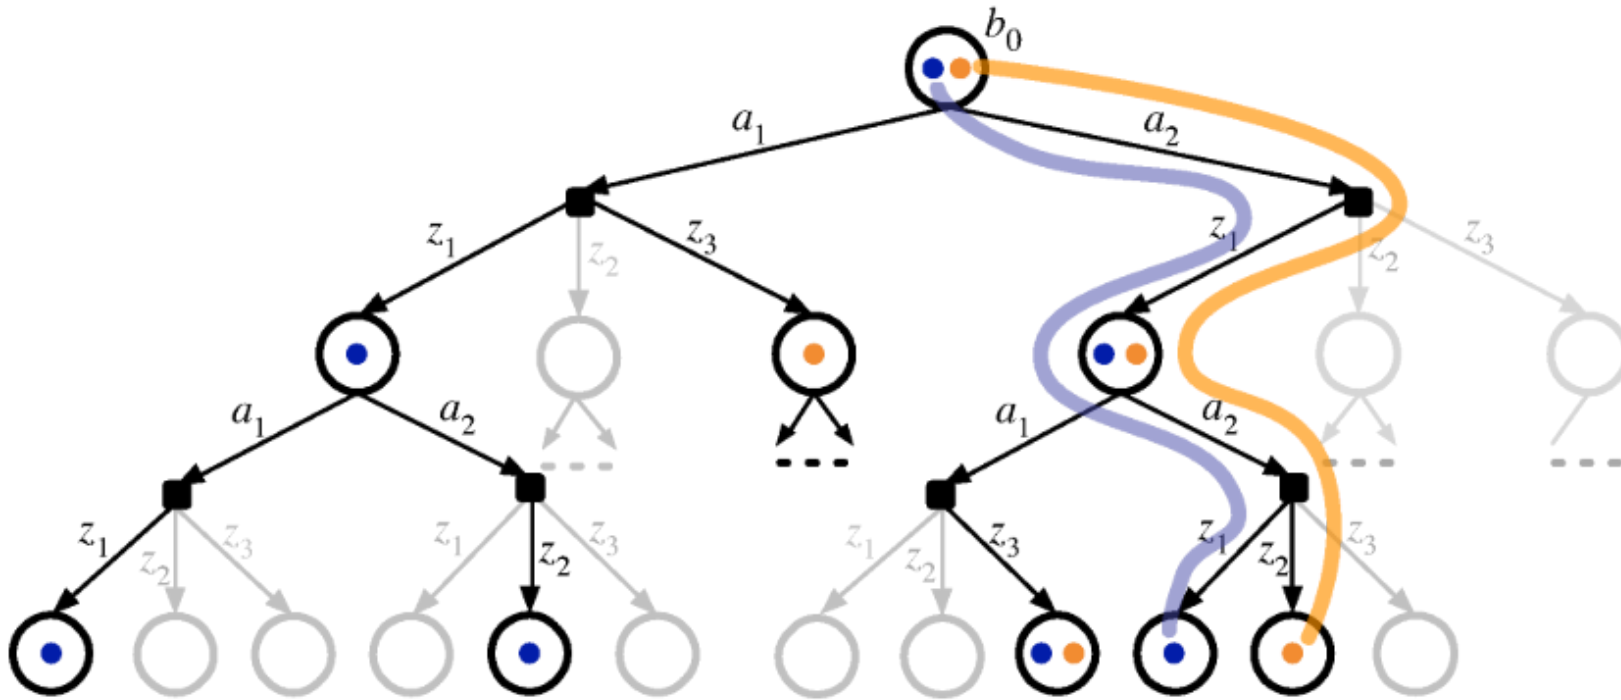 b₀
a₁ a₂
z₁ z₂ z₃ z₁ z₂ z₃
a₁ a₂ a₁ a₂
z₁ z₂ z₃ z₁ z₂ z₃ z₁ z₂ z₃ z₁ z₂ z₃